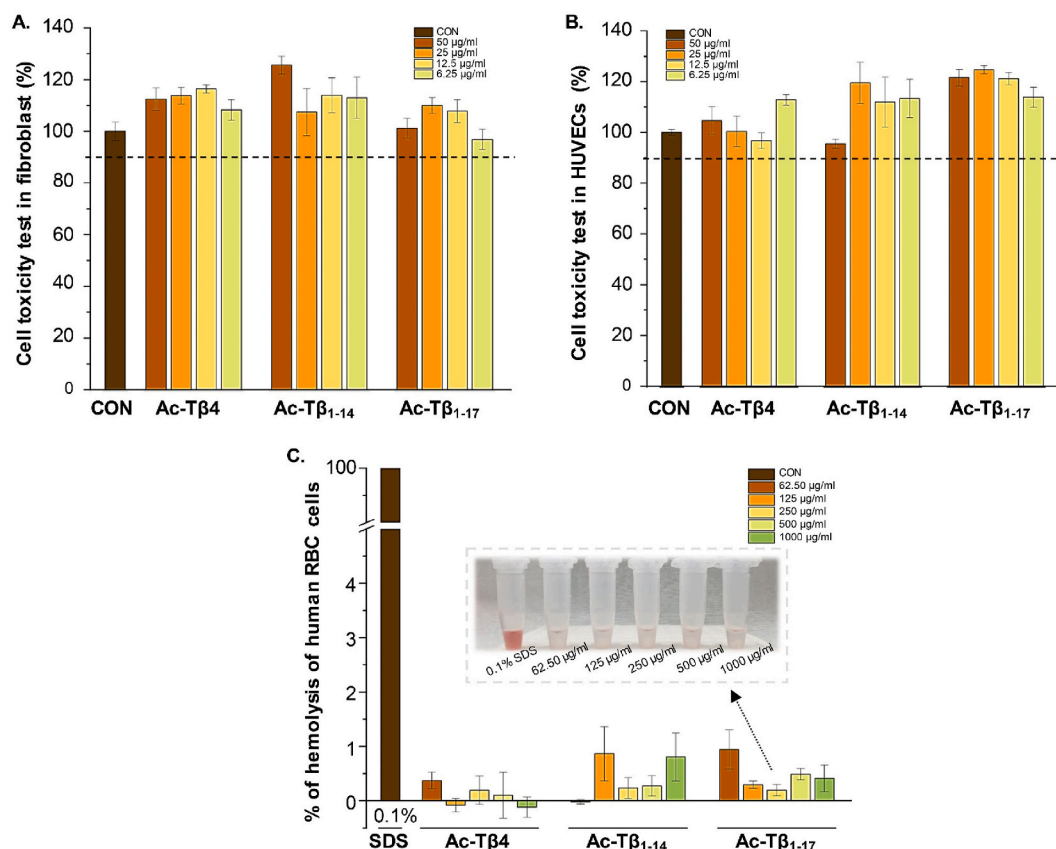 A.
140
120
100
80
60
40
20
0
Cell toxicity test in fibroblast (%)
CON
50 µg/ml
25 µg/ml
12.5 µg/ml
6.25 µg/ml
CON Ac-Tβ4 Ac-Tβ1-14 Ac-Tβ1-17
B.
140
120
100
80
60
40
20
0
Cell toxicity test in HUVECs (%)
CON
50 µg/ml
25 µg/ml
12.5 µg/ml
6.25 µg/ml
CON Ac-Tβ4 Ac-Tβ1-14 Ac-Tβ1-17
C.
100
4
3
2
1
0
% of hemolysis of human RBC cells
CON
62.50 µg/ml
125 µg/ml
250 µg/ml
500 µg/ml
1000 µg/ml
0.1% SDS 62.50 µg/ml 125 µg/ml 250 µg/ml 500 µg/ml 1000 µg/ml
0.1%
SDS Ac-Tβ4 Ac-Tβ1-14 Ac-Tβ1-17